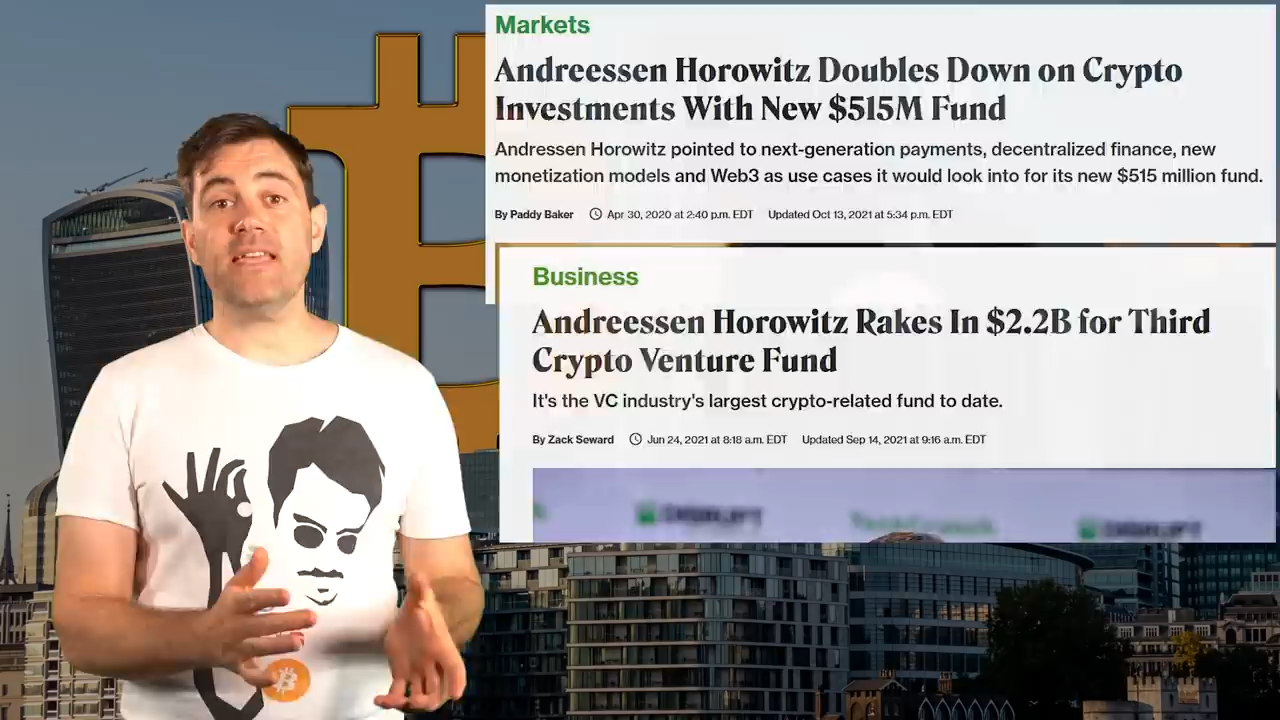 Markets
Andreessen Horowitz Doubles Down on Crypto
Investments With New $515M Fund
Andressen Horowitz pointed to next-generation payments, decentralized finance, new
monetization models and Web3 as use cases it would look into for its new $515 million fund.
By Paddy Baker Apr 30, 2020 at 2:40 p.m. EDT Updated Oct 13, 2021 at 5:34 p.m. EDT
Business
Andreessen Horowitz Rakes In $2.2B for Third
Crypto Venture Fund
It's the VC industry's largest crypto-related fund to date.
By Zack Seward Jun 24, 2021 at 8:18 a.m. EDT Updated Sep 14, 2021 at 9:16 a.m. EDT